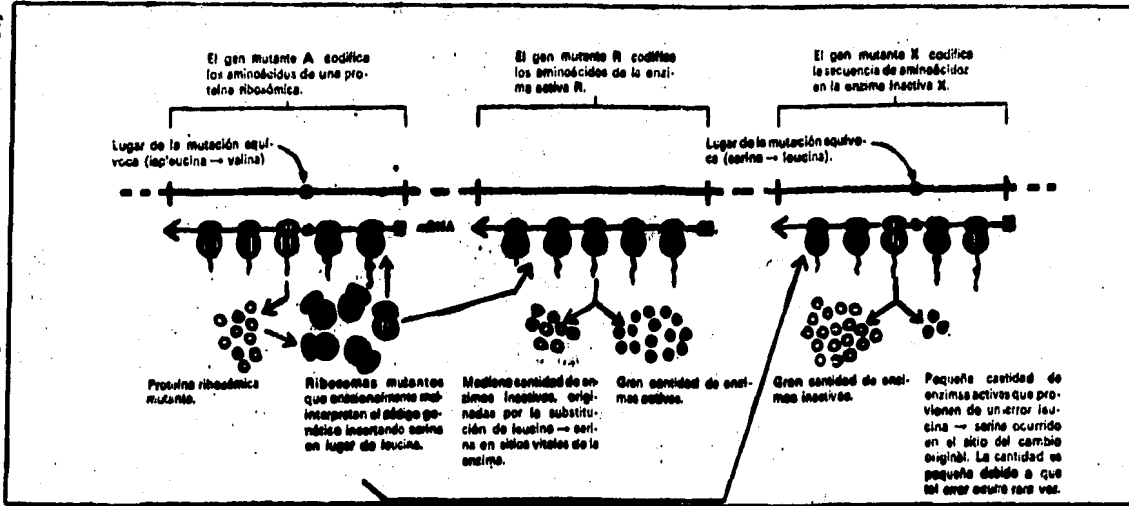 El gen mutante A codifica
los aminoácidos de una pro-
teína ribosómica.
El gen mutante R codifica
los aminoácidos de la enzi-
ma activa R.
El gen mutante X codifica
la secuencia de aminoácidos
en la enzima inactiva X.
Lugar de la mutación equí-
voca (isoleucina → valina)
Lugar de la mutación equívo-
ca (serina → leucina).
mRNA
Proteína ribosómica
mutante.
Ribosomas mutantes
que ocasionalmente mal
interpretan el código ge-
nético insertando serina
en lugar de leucina.
Mediana cantidad de en-
zimas inactivas, origi-
nadas por la substitu-
ción de leucina → seri-
na en sitios vitales de la
enzima.
Gran cantidad de enzi-
mas activas.
Gran cantidad de enzi-
mas inactivas.
Pequeña cantidad de
enzimas activas que pro-
vienen de un error leu-
cina → serina ocurrido
en el sitio del cambio
original. La cantidad es
pequeña debido a que
tal error ocurre rara vez.